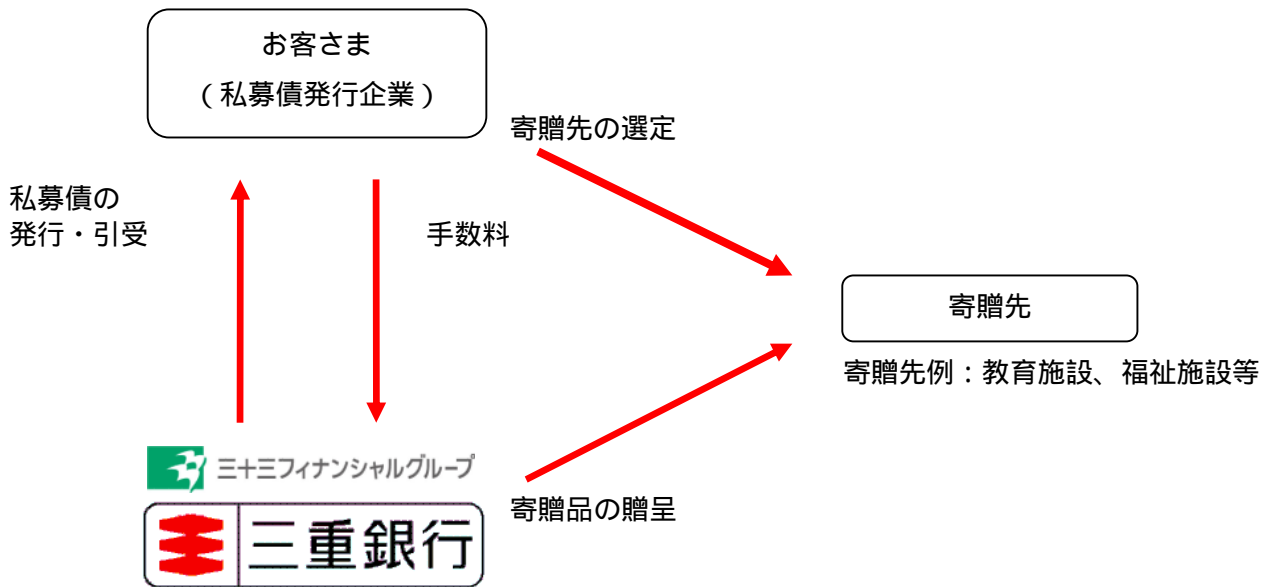 お客さま
（私募債発行企業）
寄贈先の選定
私募債の
発行・引受
手数料
寄贈先
寄贈先例：教育施設、福祉施設等
三十三フィナンシャルグループ
三重銀行
寄贈品の贈呈